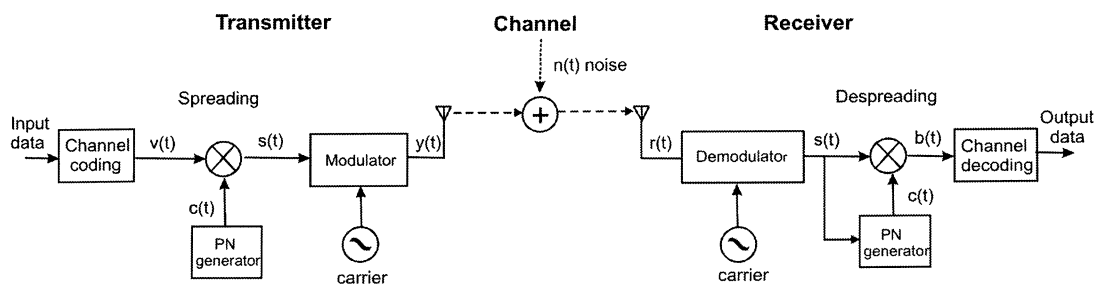 Transmitter
Channel
Receiver
n(t) noise
Spreading
Despreading
Input
data
Channel
coding
v(t)
s(t)
Modulator
y(t)
r(t)
Demodulator
s(t)
b(t)
Channel
decoding
Output
data
c(t)
c(t)
PN
generator
carrier
carrier
PN
generator